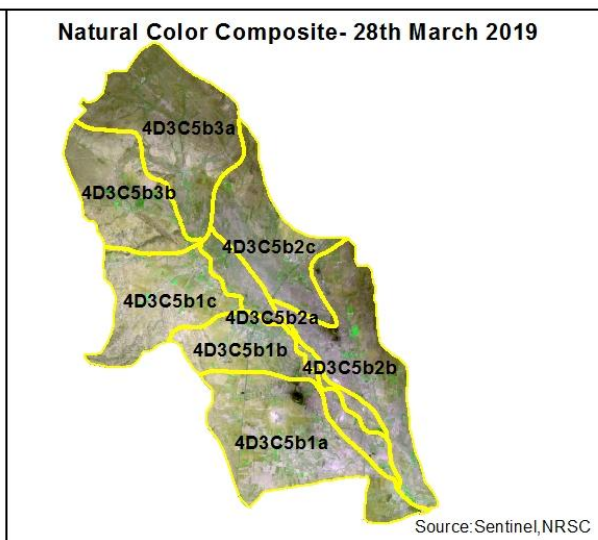 Natural Color Composite- 28th March 2019
4D3C5b3a
4D3C5b3b
4D3C5b2c
4D3C5b1c
4D3C5b2a
4D3C5b1b
4D3C5b2b
4D3C5b1a
Source:Sentinel,NRSC